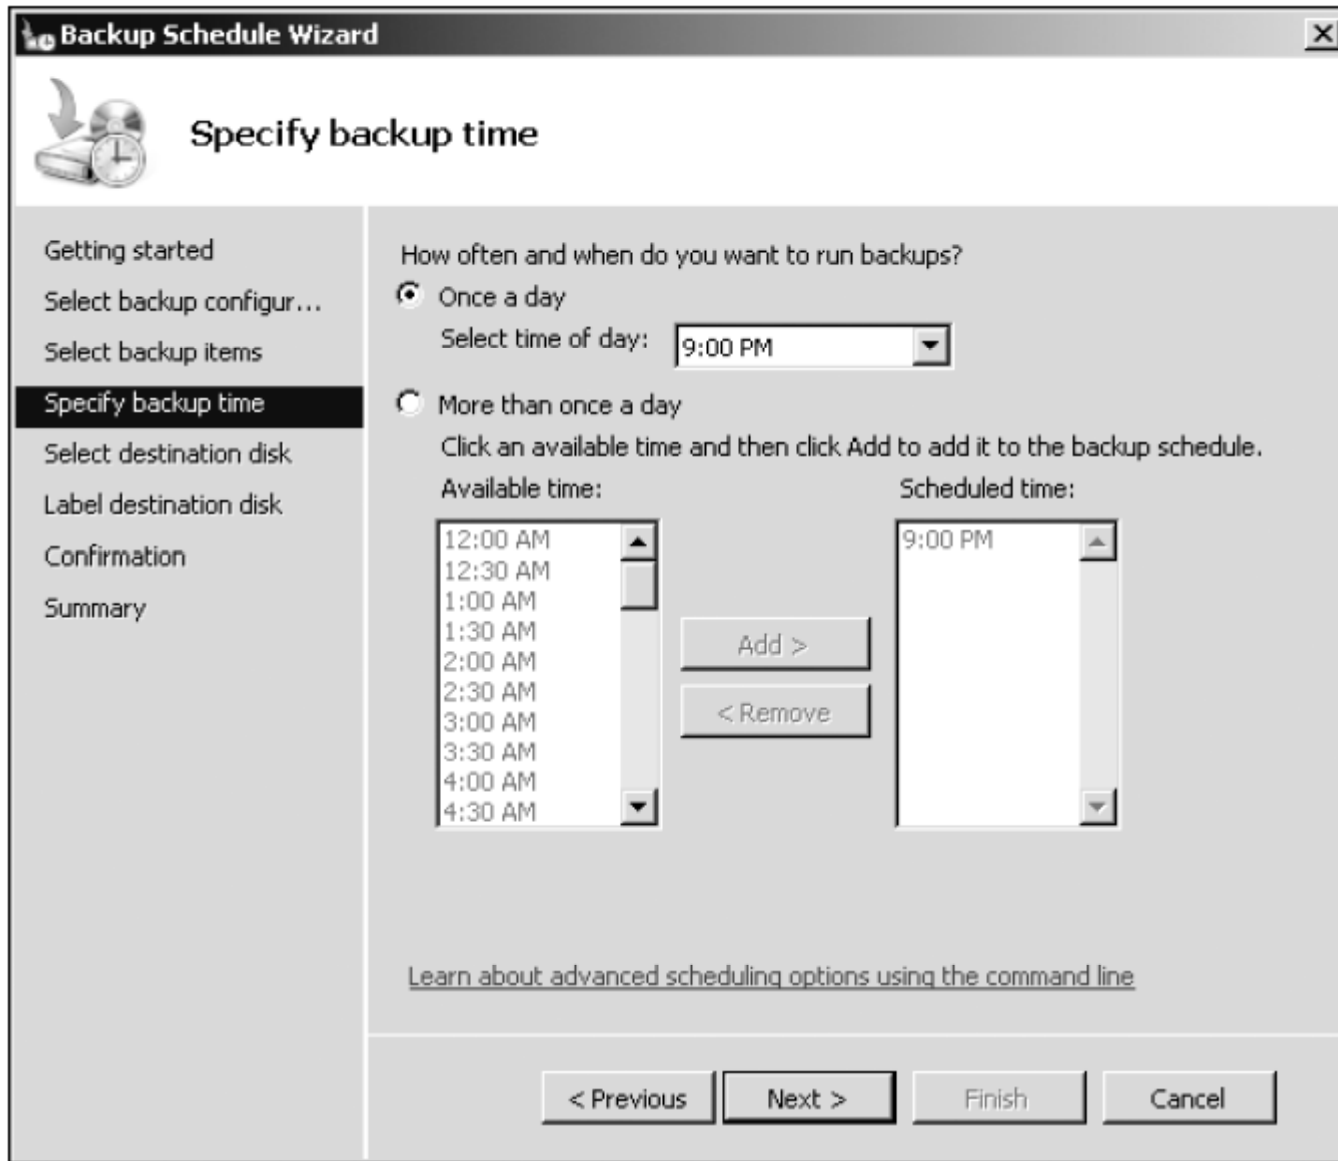 Backup Schedule Wizard
Specify backup time
Getting started
Select backup configur...
Select backup items
Specify backup time
Select destination disk
Label destination disk
Confirmation
Summary
How often and when do you want to run backups?
Once a day
Select time of day: 9:00 PM
More than once a day
Click an available time and then click Add to add it to the backup schedule.
Available time:
12:00 AM
12:30 AM
1:00 AM
1:30 AM
2:00 AM
2:30 AM
3:00 AM
3:30 AM
4:00 AM
4:30 AM
Add >
< Remove
Scheduled time:
9:00 PM
Learn about advanced scheduling options using the command line
< Previous Next > Finish Cancel